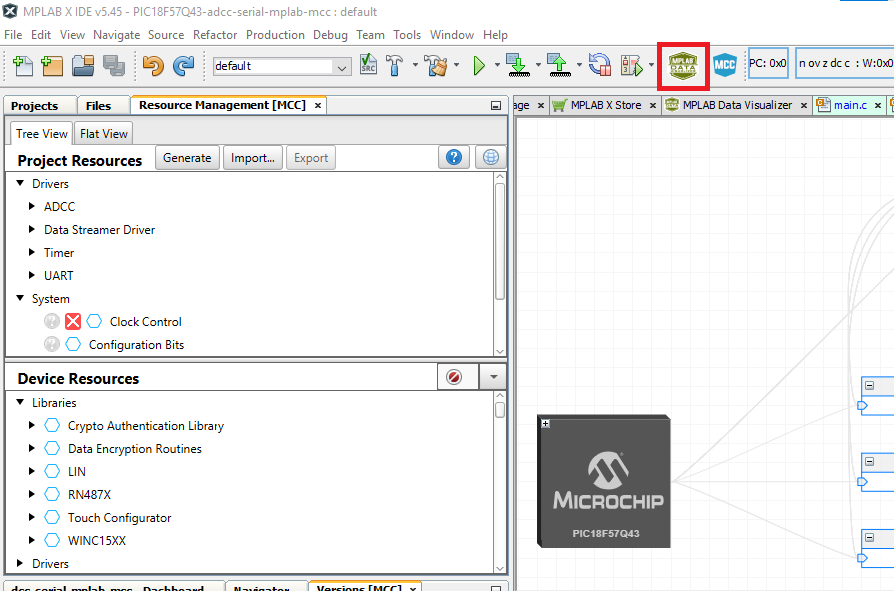 MPLAB X IDE v5.45 - PIC18F57Q43-adcc-serial-mplab-mcc : default
File Edit View Navigate Source Refactor Production Debug Team Tools Window Help
default SRC MPLAB DATA MCC PC: 0x0 n ov z dc c : W:0x0
Projects Files Resource Management [MCC] × age × MPLAB X Store × MPLAB Data Visualizer × main.c ×
Tree View Flat View
Project Resources Generate Import... Export ?
Drivers
ADCC
Data Streamer Driver
Timer
UART
System
Clock Control
Configuration Bits
Device Resources
Libraries
Crypto Authentication Library
Data Encryption Routines
LIN
RN487X
Touch Configurator
WINC15XX
Drivers
MICROCHIP
PIC18F57Q43
dcc-serial-mplab-mcc - Dashboard Navigator Versions [MCC] ×